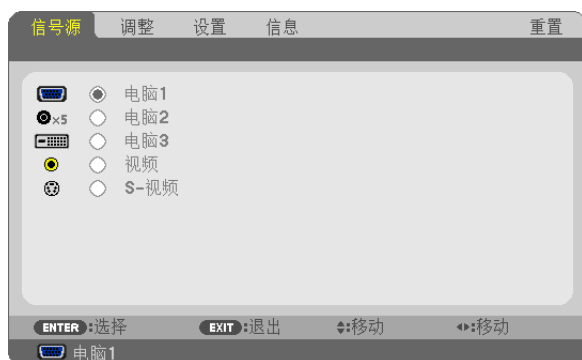 信号源 调整 设置 信息 重置
电脑1
×5 电脑2
电脑3
视频
S-视频
ENTER:选择 EXIT:退出 :移动 :移动
电脑1